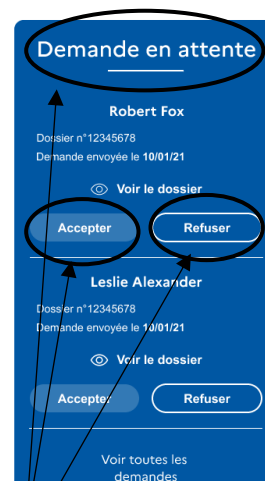 Demande en attente
Robert Fox
Dossier n°12345678
Demande envoyée le 10/01/21
Voir le dossier
Accepter Refuser
Leslie Alexander
Dossier n°12345678
Demande envoyée le 10/01/21
Voir le dossier
Accepter Refuser
Voir toutes les
demandes